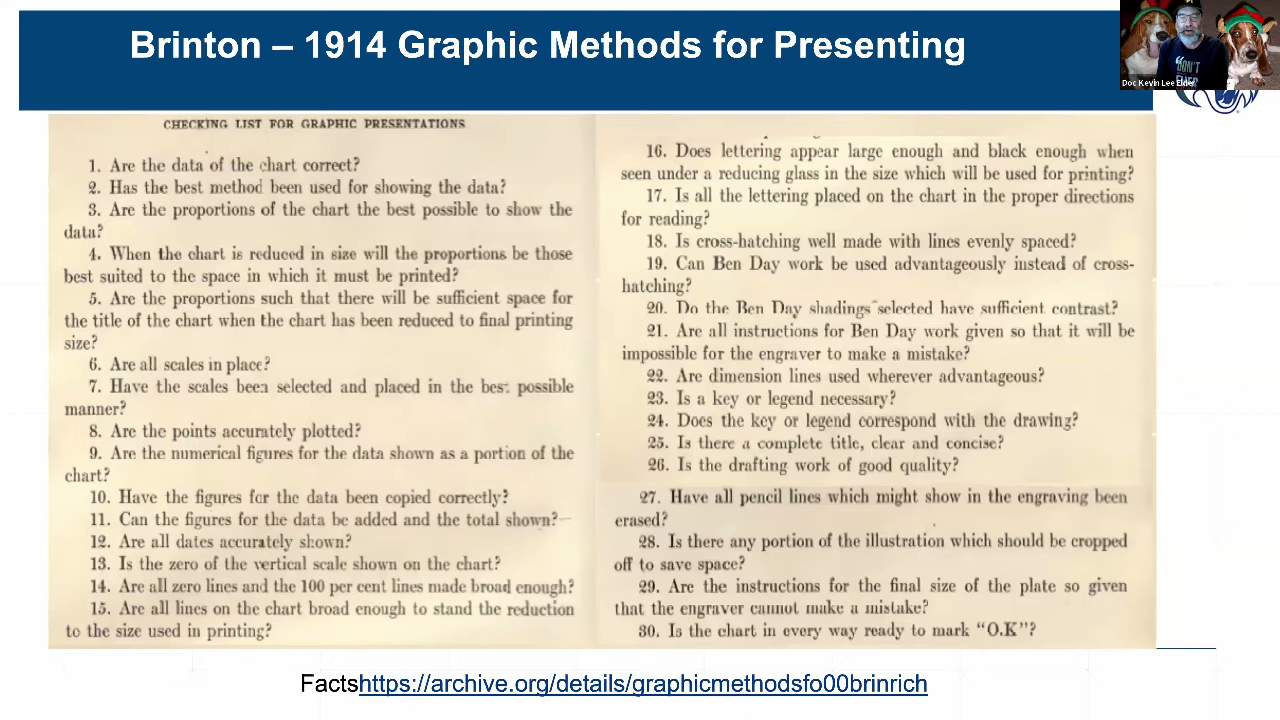 Brinton – 1914 Graphic Methods for Presenting
Doc Kevin Lee Elder
"DON'T
CHECKING LIST FOR GRAPHIC PRESENTATIONS
1. Are the data of the chart correct?
2. Has the best method been used for showing the data?
3. Are the proportions of the chart the best possible to show the
data?
4. When the chart is reduced in size will the proportions be those
best suited to the space in which it must be printed?
5. Are the proportions such that there will be sufficient space for
the title of the chart when the chart has been reduced to final printing
size?
6. Are all scales in place?
7. Have the scales been selected and placed in the best possible
manner?
8. Are the points accurately plotted?
9. Are the numerical figures for the data shown as a portion of the
chart?
10. Have the figures for the data been copied correctly?
11. Can the figures for the data be added and the total shown?
12. Are all dates accurately shown?
13. Is the zero of the vertical scale shown on the chart?
14. Are all zero lines and the 100 per cent lines made broad enough?
15. Are all lines on the chart broad enough to stand the reduction
to the size used in printing?
16. Does lettering appear large enough and black enough when
seen under a reducing glass in the size which will be used for printing?
17. Is all the lettering placed on the chart in the proper directions
for reading?
18. Is cross-hatching well made with lines evenly spaced?
19. Can Ben Day work be used advantageously instead of cross-
hatching?
20. Do the Ben Day shadings selected have sufficient contrast?
21. Are all instructions for Ben Day work given so that it will be
impossible for the engraver to make a mistake?
22. Are dimension lines used wherever advantageous?
23. Is a key or legend necessary?
24. Does the key or legend correspond with the drawing?
25. Is there a complete title, clear and concise?
26. Is the drafting work of good quality?
27. Have all pencil lines which might show in the engraving been
erased?
28. Is there any portion of the illustration which should be cropped
off to save space?
29. Are the instructions for the final size of the plate so given
that the engraver cannot make a mistake?
30. Is the chart in every way ready to mark "O.K"?
Factshttps://archive.org/details/graphicmethodsfo00brinrich